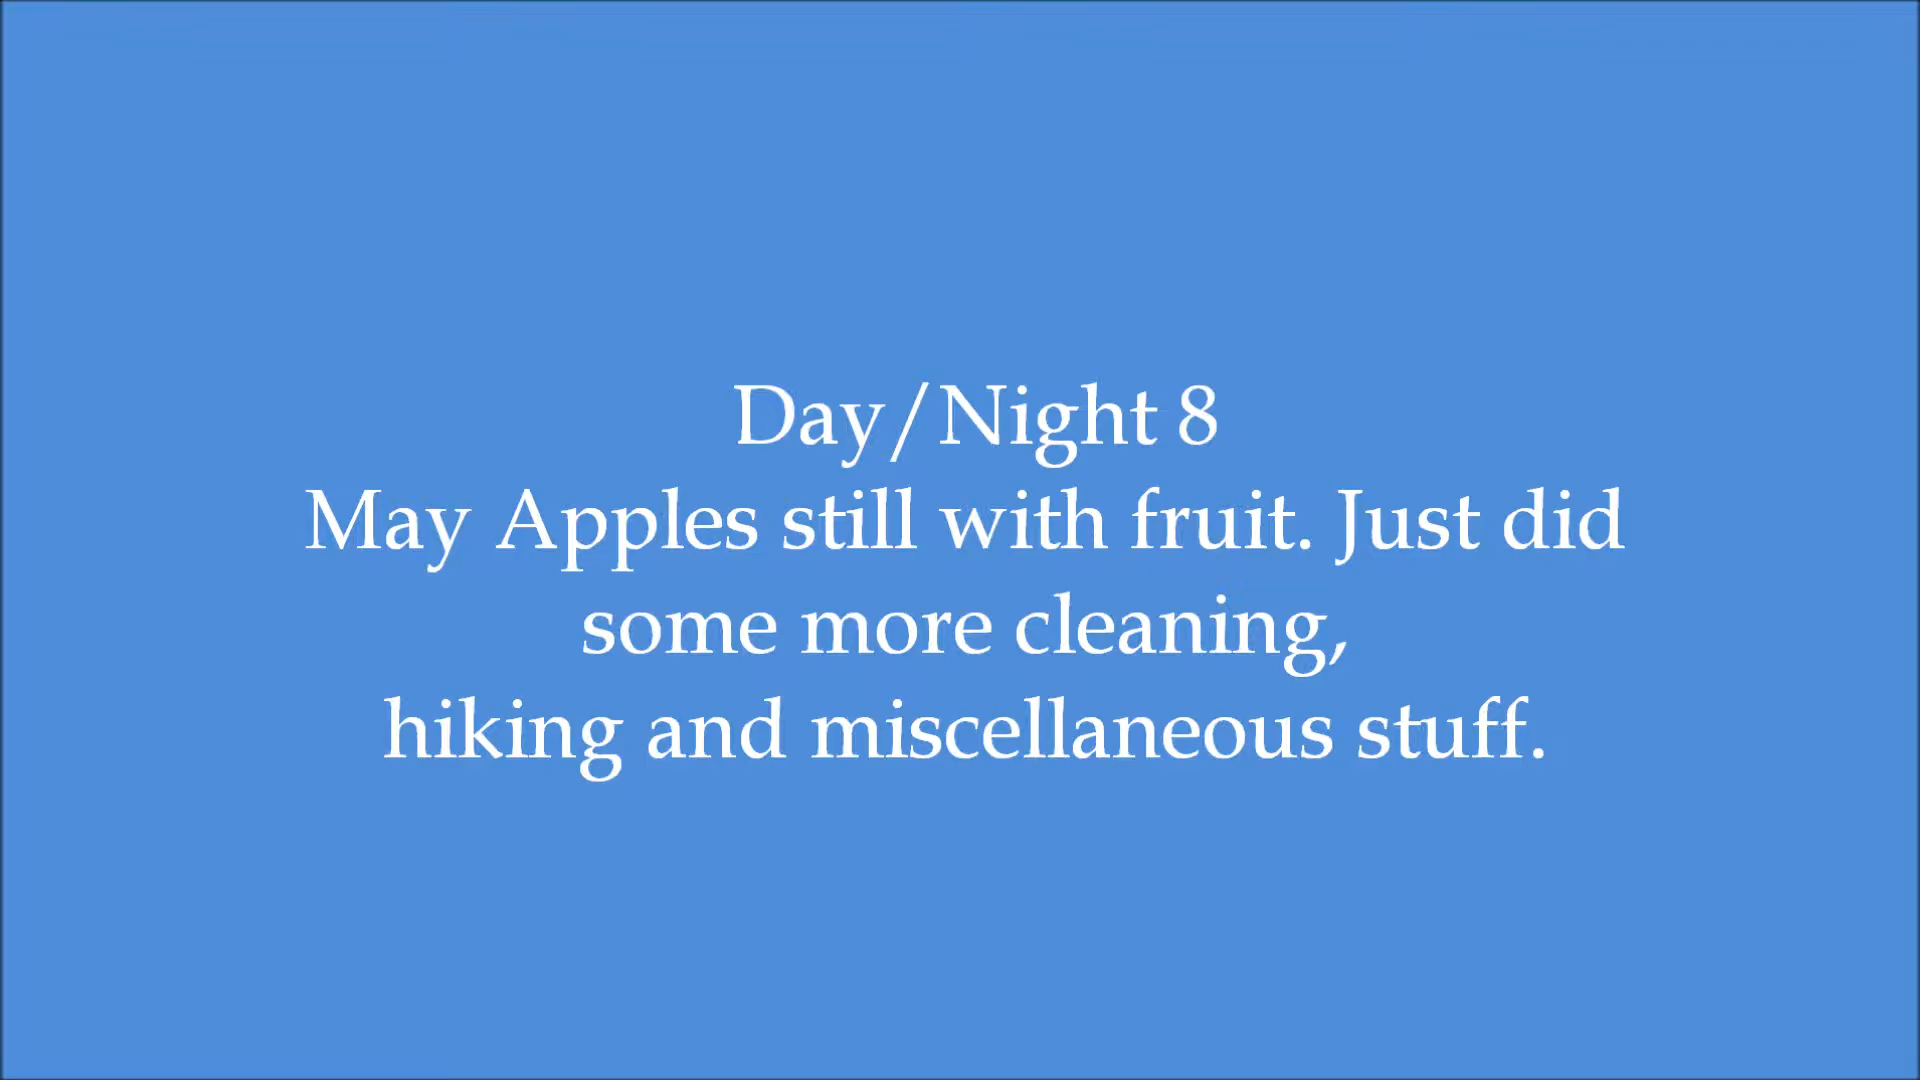 Day/Night 8
May Apples still with fruit. Just did
some more cleaning,
hiking and miscellaneous stuff.